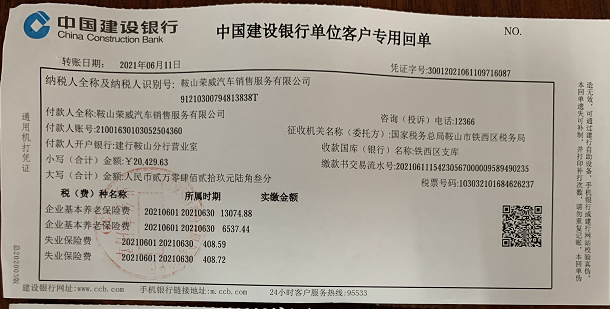 中国建设银行
China Construction Bank
中国建设银行单位客户专用回单
NO.
转账日期：2021年06月11日
凭证字号：30012021061109716087
纳税人全称及纳税人识别号：鞍山荣威汽车销售服务有限公司
91210300794813838T
付款人全称：鞍山荣威汽车销售服务有限公司
咨询（投诉）电话：12366
付款人账号：21001630103052504360
征收机关名称（委托方）：国家税务总局鞍山市铁西区税务局
付款人开户银行：建行鞍山分行营业室
收款国库（银行）名称：铁西区支库
小写（合计）金额：¥20,429.63
缴款书交易流水号：2021061115423056700009589490235
大写（合计）金额：人民币贰万零肆佰贰拾玖元陆角叁分
税票号码：103032101684626237
税（费）种名称 所属时期 实缴金额
企业基本养老保险费 20210601 20210630 13074.88
企业基本养老保险费 20210601 20210630 6537.44
失业保险费 20210601 20210630 408.59
失业保险费 20210601 20210630 408.72
建设银行网址：www.ccb.com 手机银行链接地址：m.ccb.com 24小时客户服务热线：95533
通用机打凭证